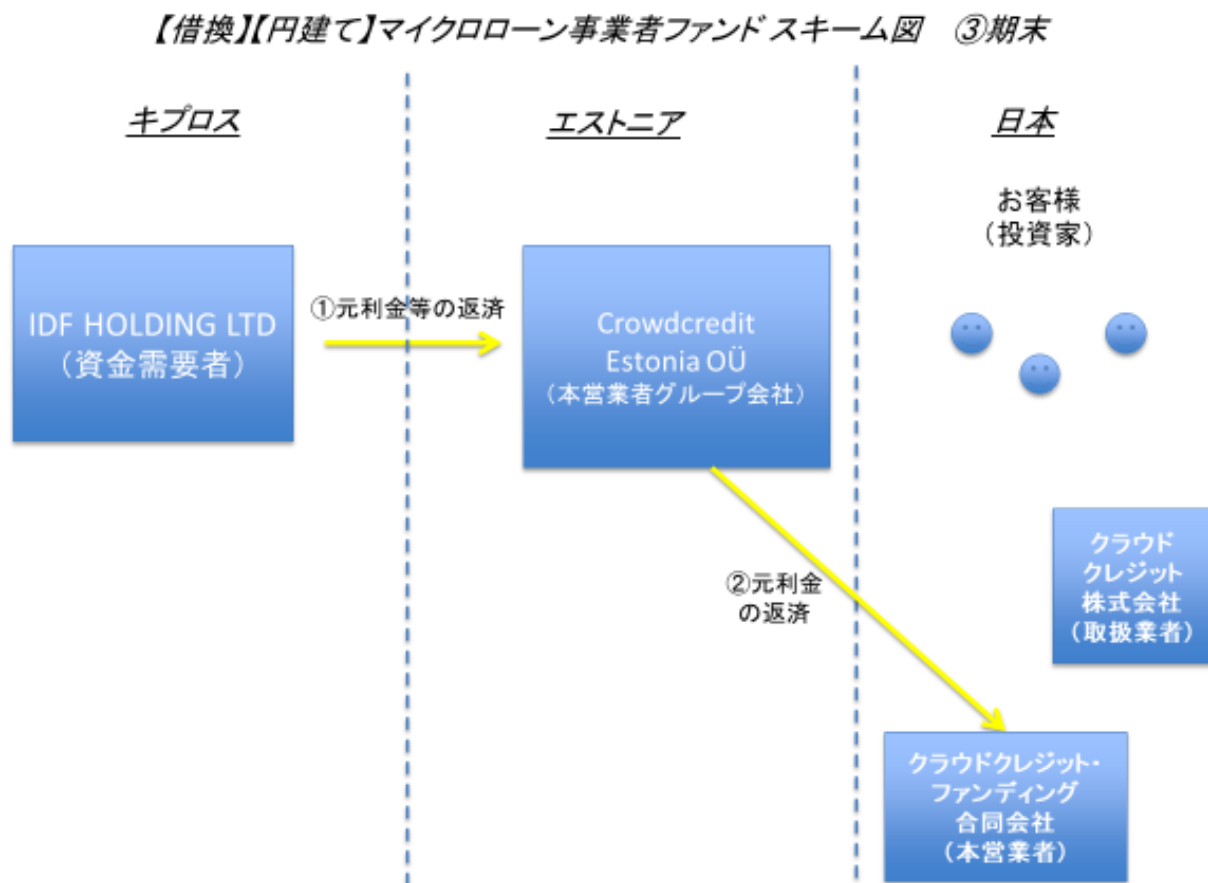 【借換】【円建て】マイクロローン事業者ファンド スキーム図　③期末
キプロス
エストニア
日本
お客様
（投資家）
IDF HOLDING LTD
（資金需要者）
①元利金等の返済
Crowdcredit
Estonia OÜ
（本営業者グループ会社）
クラウド
クレジット
株式会社
（取扱業者）
②元利金
の返済
クラウドクレジット・
ファンディング
合同会社
（本営業者）